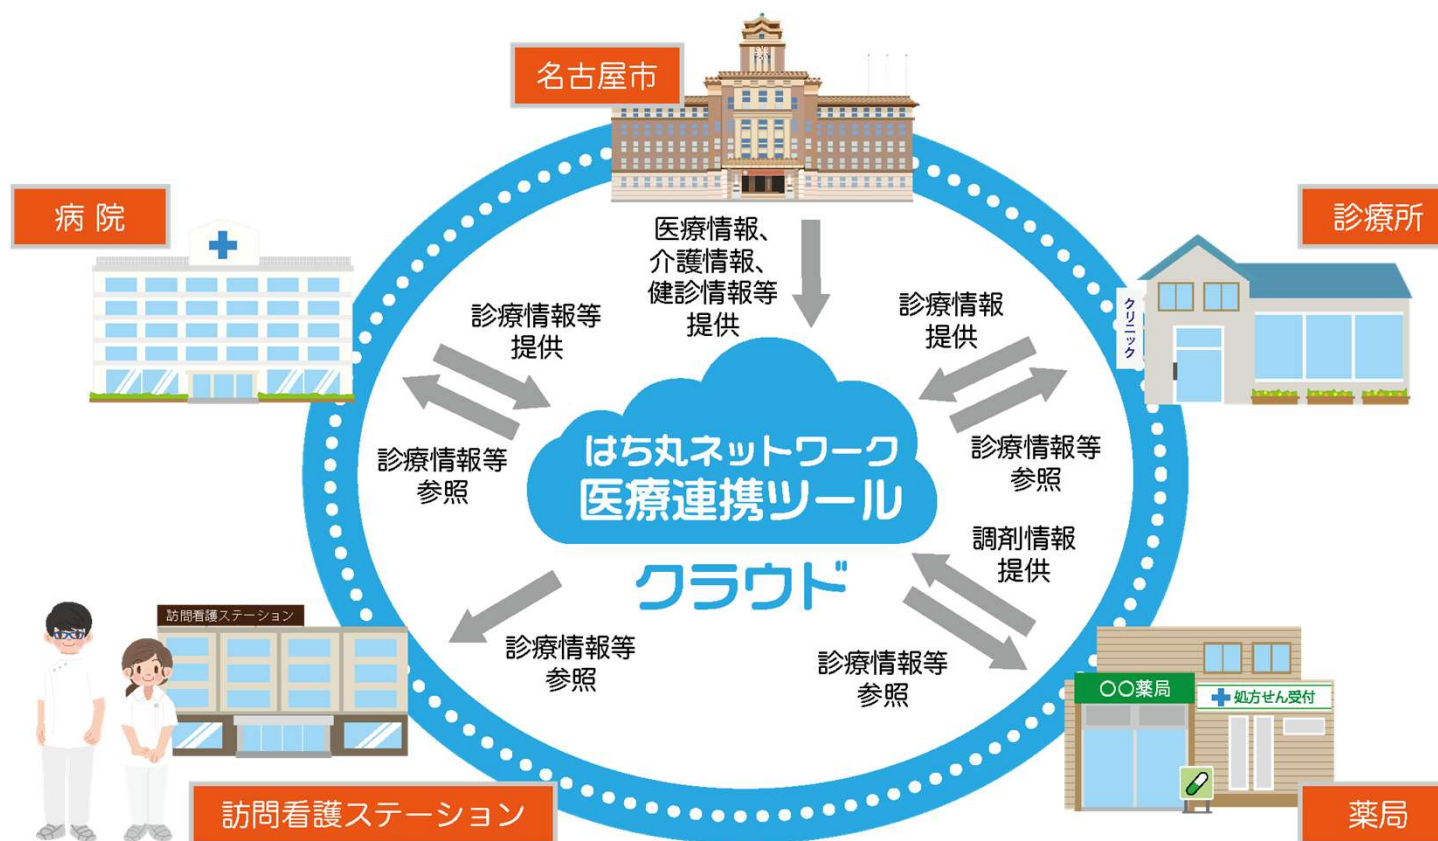 名古屋市
病院
診療所
医療情報、
介護情報、
健診情報等
提供
診療情報等
提供
診療情報
提供
クリニック
診療情報等
参照
はち丸ネットワーク
医療連携ツール
クラウド
診療情報等
参照
調剤情報
提供
訪問看護ステーション
診療情報等
参照
診療情報等
参照
〇〇薬局
処方せん受付
訪問看護ステーション
薬局